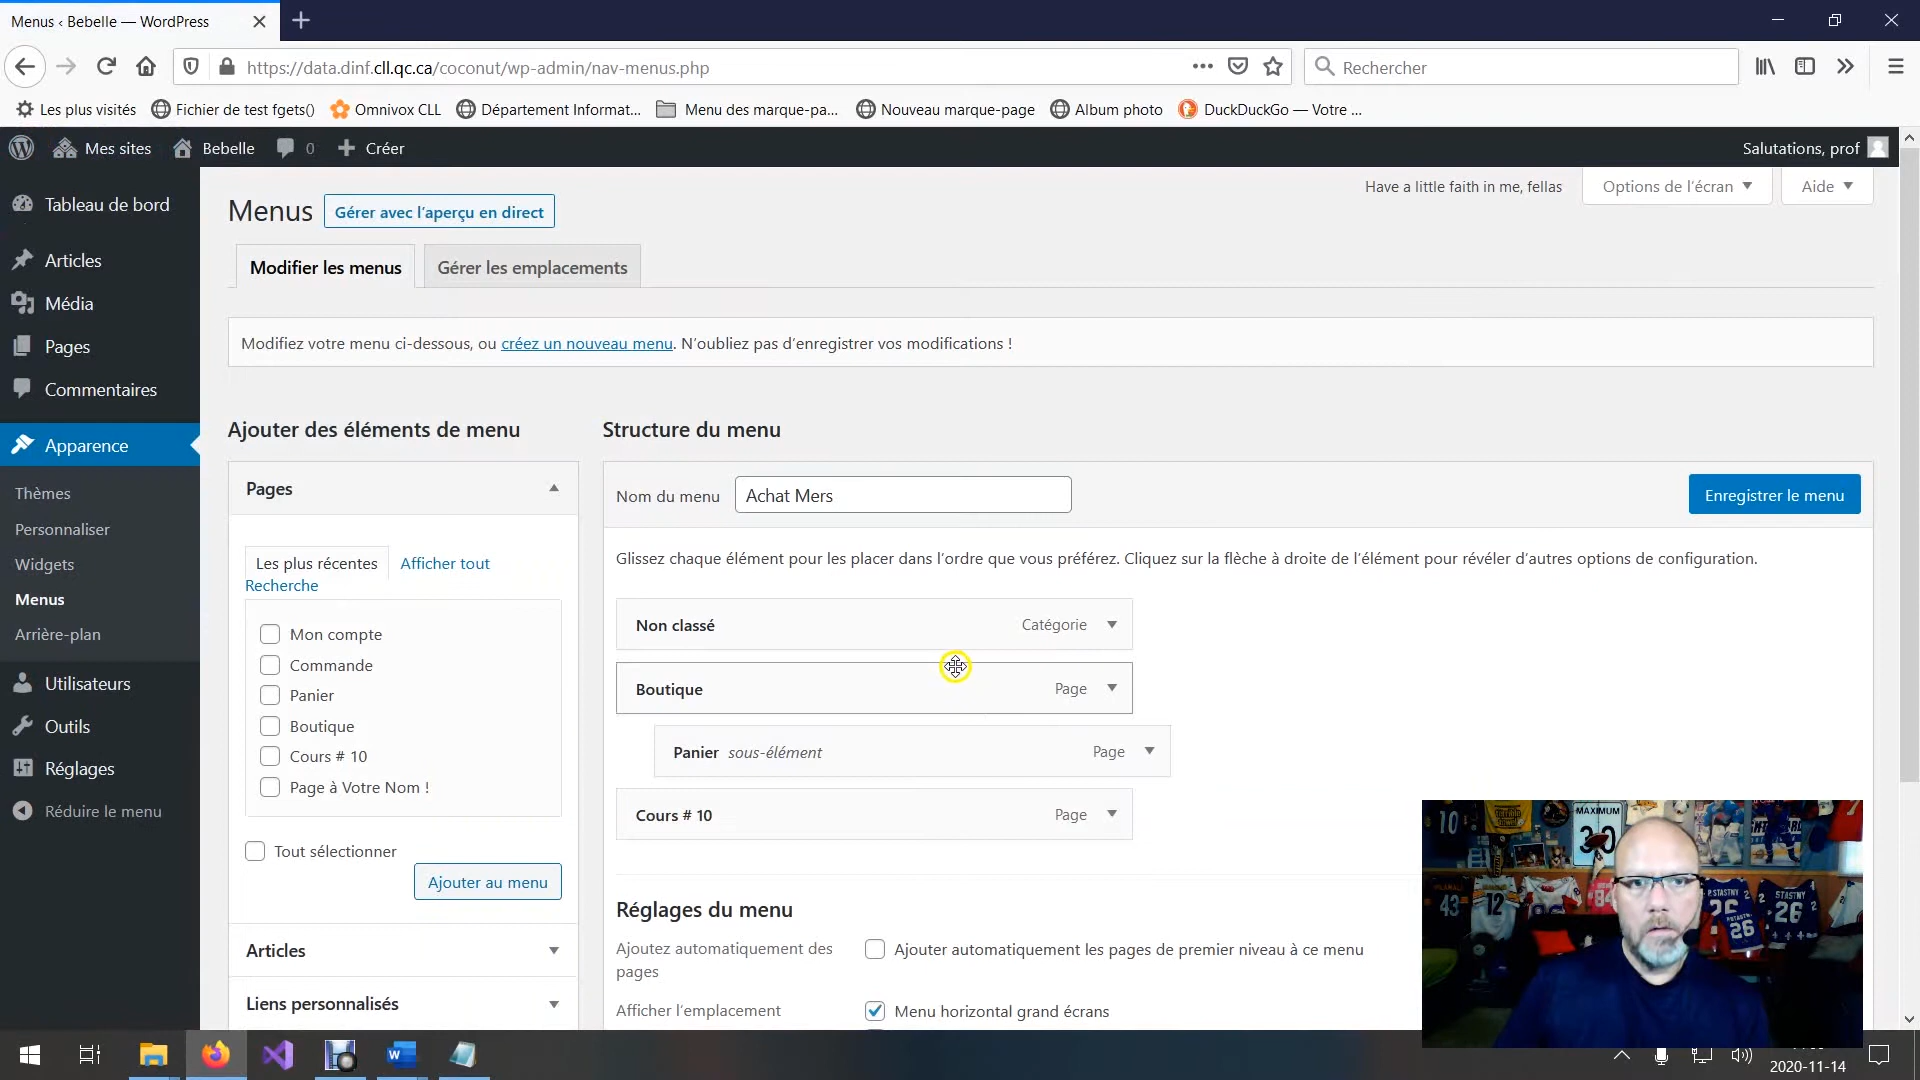 Menus ‹ Bebelle — WordPress
https://data.dinf.cll.qc.ca/coconut/wp-admin/nav-menus.php
Rechercher
Les plus visités
Fichier de test fgets()
Omnivox CLL
Département Informat...
Menu des marque-pa...
Nouveau marque-page
Album photo
DuckDuckGo — Votre ...
Mes sites
Bebelle
0
Créer
Salutations, prof
Tableau de bord
Articles
Média
Pages
Commentaires
Apparence
Thèmes
Personnaliser
Widgets
Menus
Arrière-plan
Utilisateurs
Outils
Réglages
Réduire le menu
Have a little faith in me, fellas
Options de l'écran
Aide
Menus
Gérer avec l'aperçu en direct
Modifier les menus
Gérer les emplacements
Modifiez votre menu ci-dessous, ou créez un nouveau menu. N'oubliez pas d'enregistrer vos modifications !
Ajouter des éléments de menu
Pages
Les plus récentes
Afficher tout
Recherche
Mon compte
Commande
Panier
Boutique
Cours # 10
Page à Votre Nom !
Tout sélectionner
Ajouter au menu
Articles
Liens personnalisés
Structure du menu
Nom du menu
Achat Mers
Enregistrer le menu
Glissez chaque élément pour les placer dans l'ordre que vous préférez. Cliquez sur la flèche à droite de l'élément pour révéler d'autres options de configuration.
Non classé
Catégorie
Boutique
Page
Panier sous-élément
Page
Cours # 10
Page
Réglages du menu
Ajoutez automatiquement des
pages
Ajouter automatiquement les pages de premier niveau à ce menu
Afficher l'emplacement
Menu horizontal grand écrans
10
MAXIMUM
30
43
12
P. STASTNY
26
26
STASTNY
26
2020-11-14